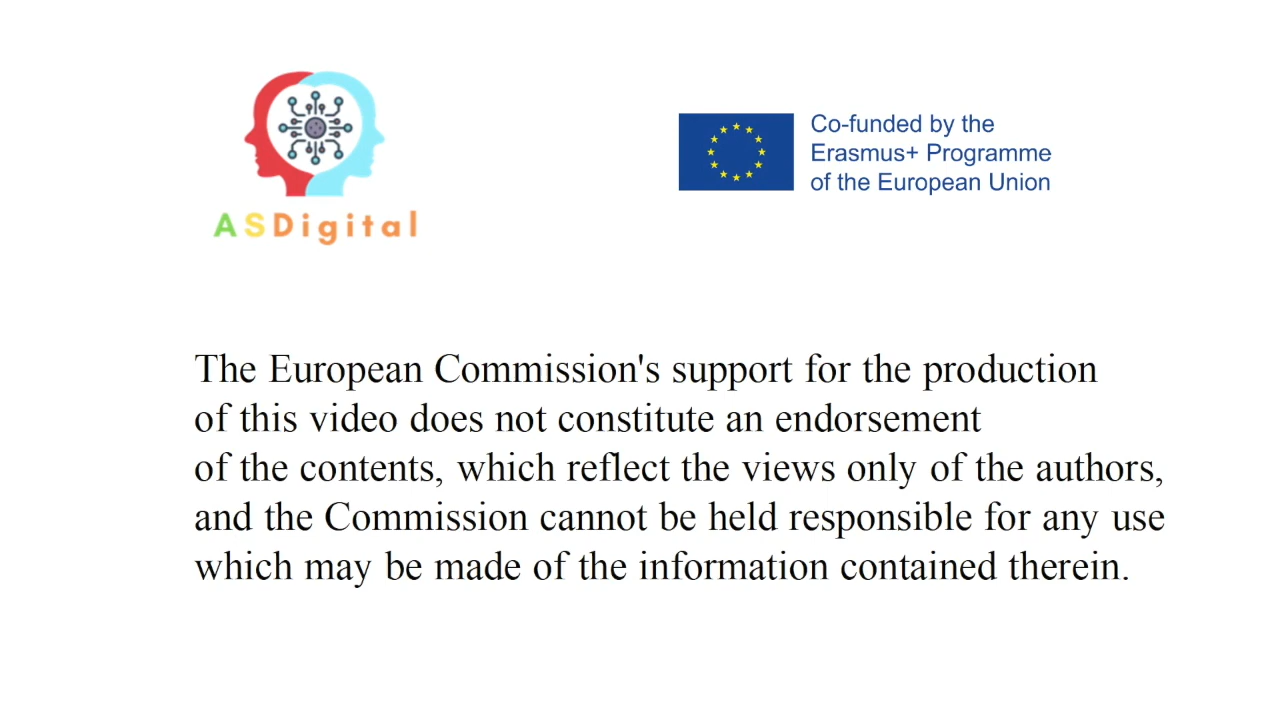 ASDigital
Co-funded by the
Erasmus+ Programme
of the European Union
The European Commission's support for the production
of this video does not constitute an endorsement
of the contents, which reflect the views only of the authors,
and the Commission cannot be held responsible for any use
which may be made of the information contained therein.